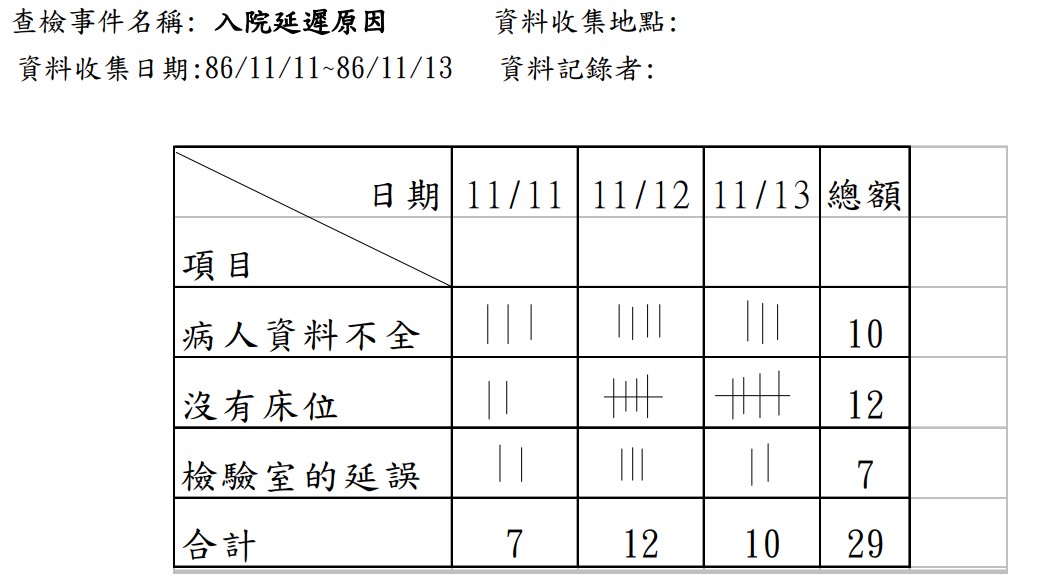 查檢事件名稱: 入院延遲原因 資料收集地點:
資料收集日期:86/11/11~86/11/13 資料記錄者:
日期 11/11 11/12 11/13 總額
項目
病人資料不全 ||| |||| ||| 10
沒有床位 || 12
檢驗室的延誤 || ||| || 7
合計 7 12 10 29